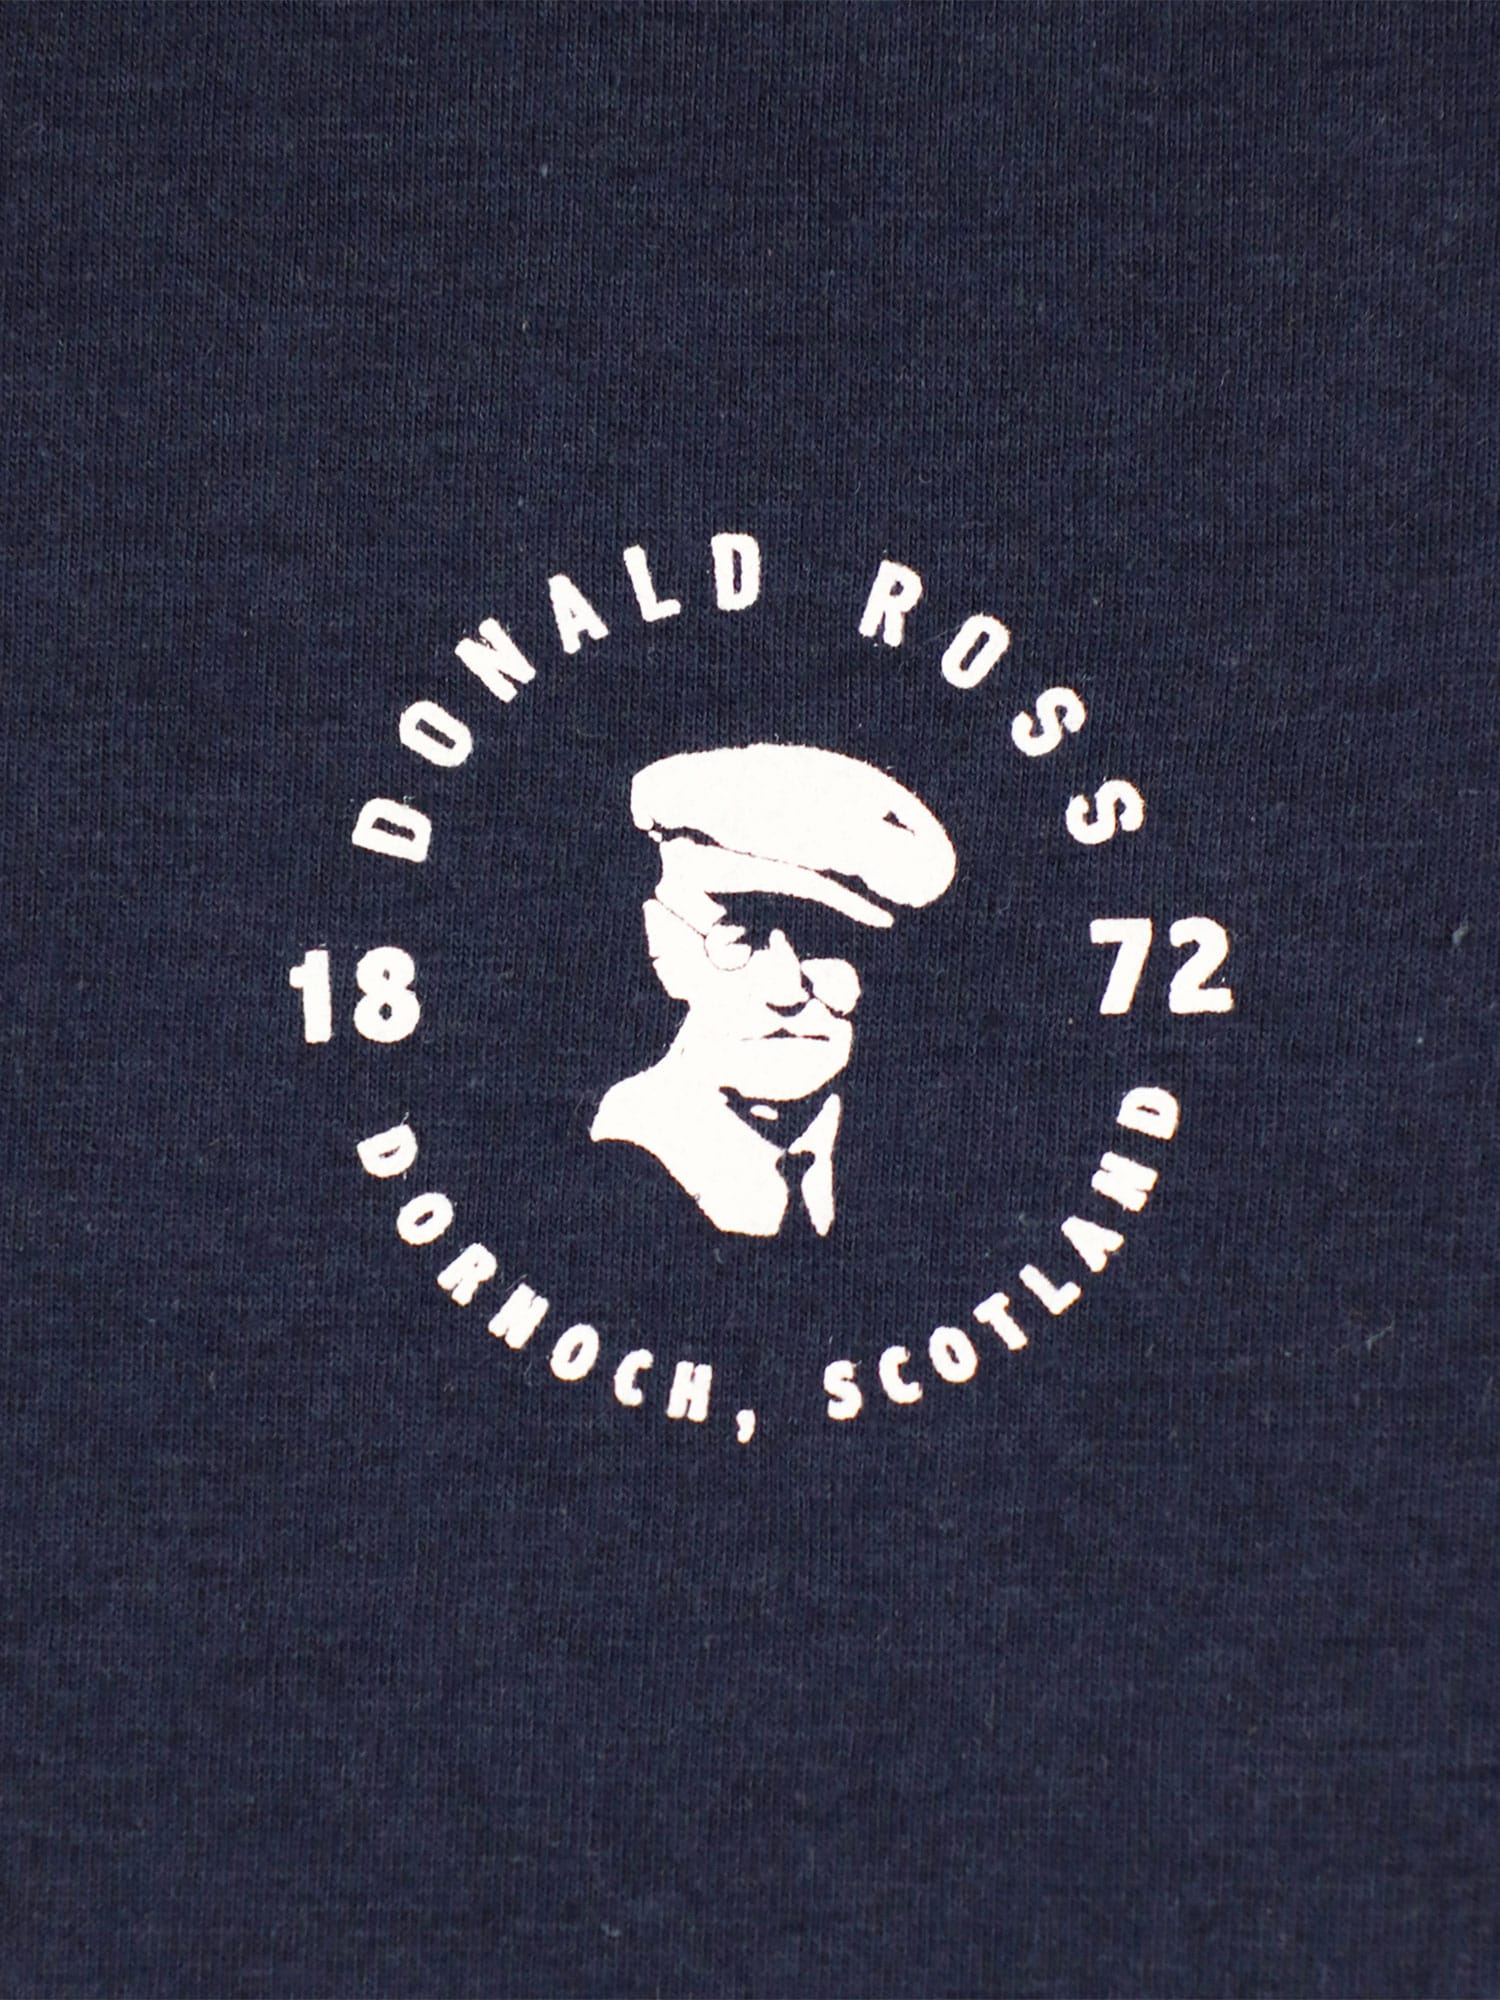 DONALD ROSS
18 72
DORNOCH, SCOTLAND